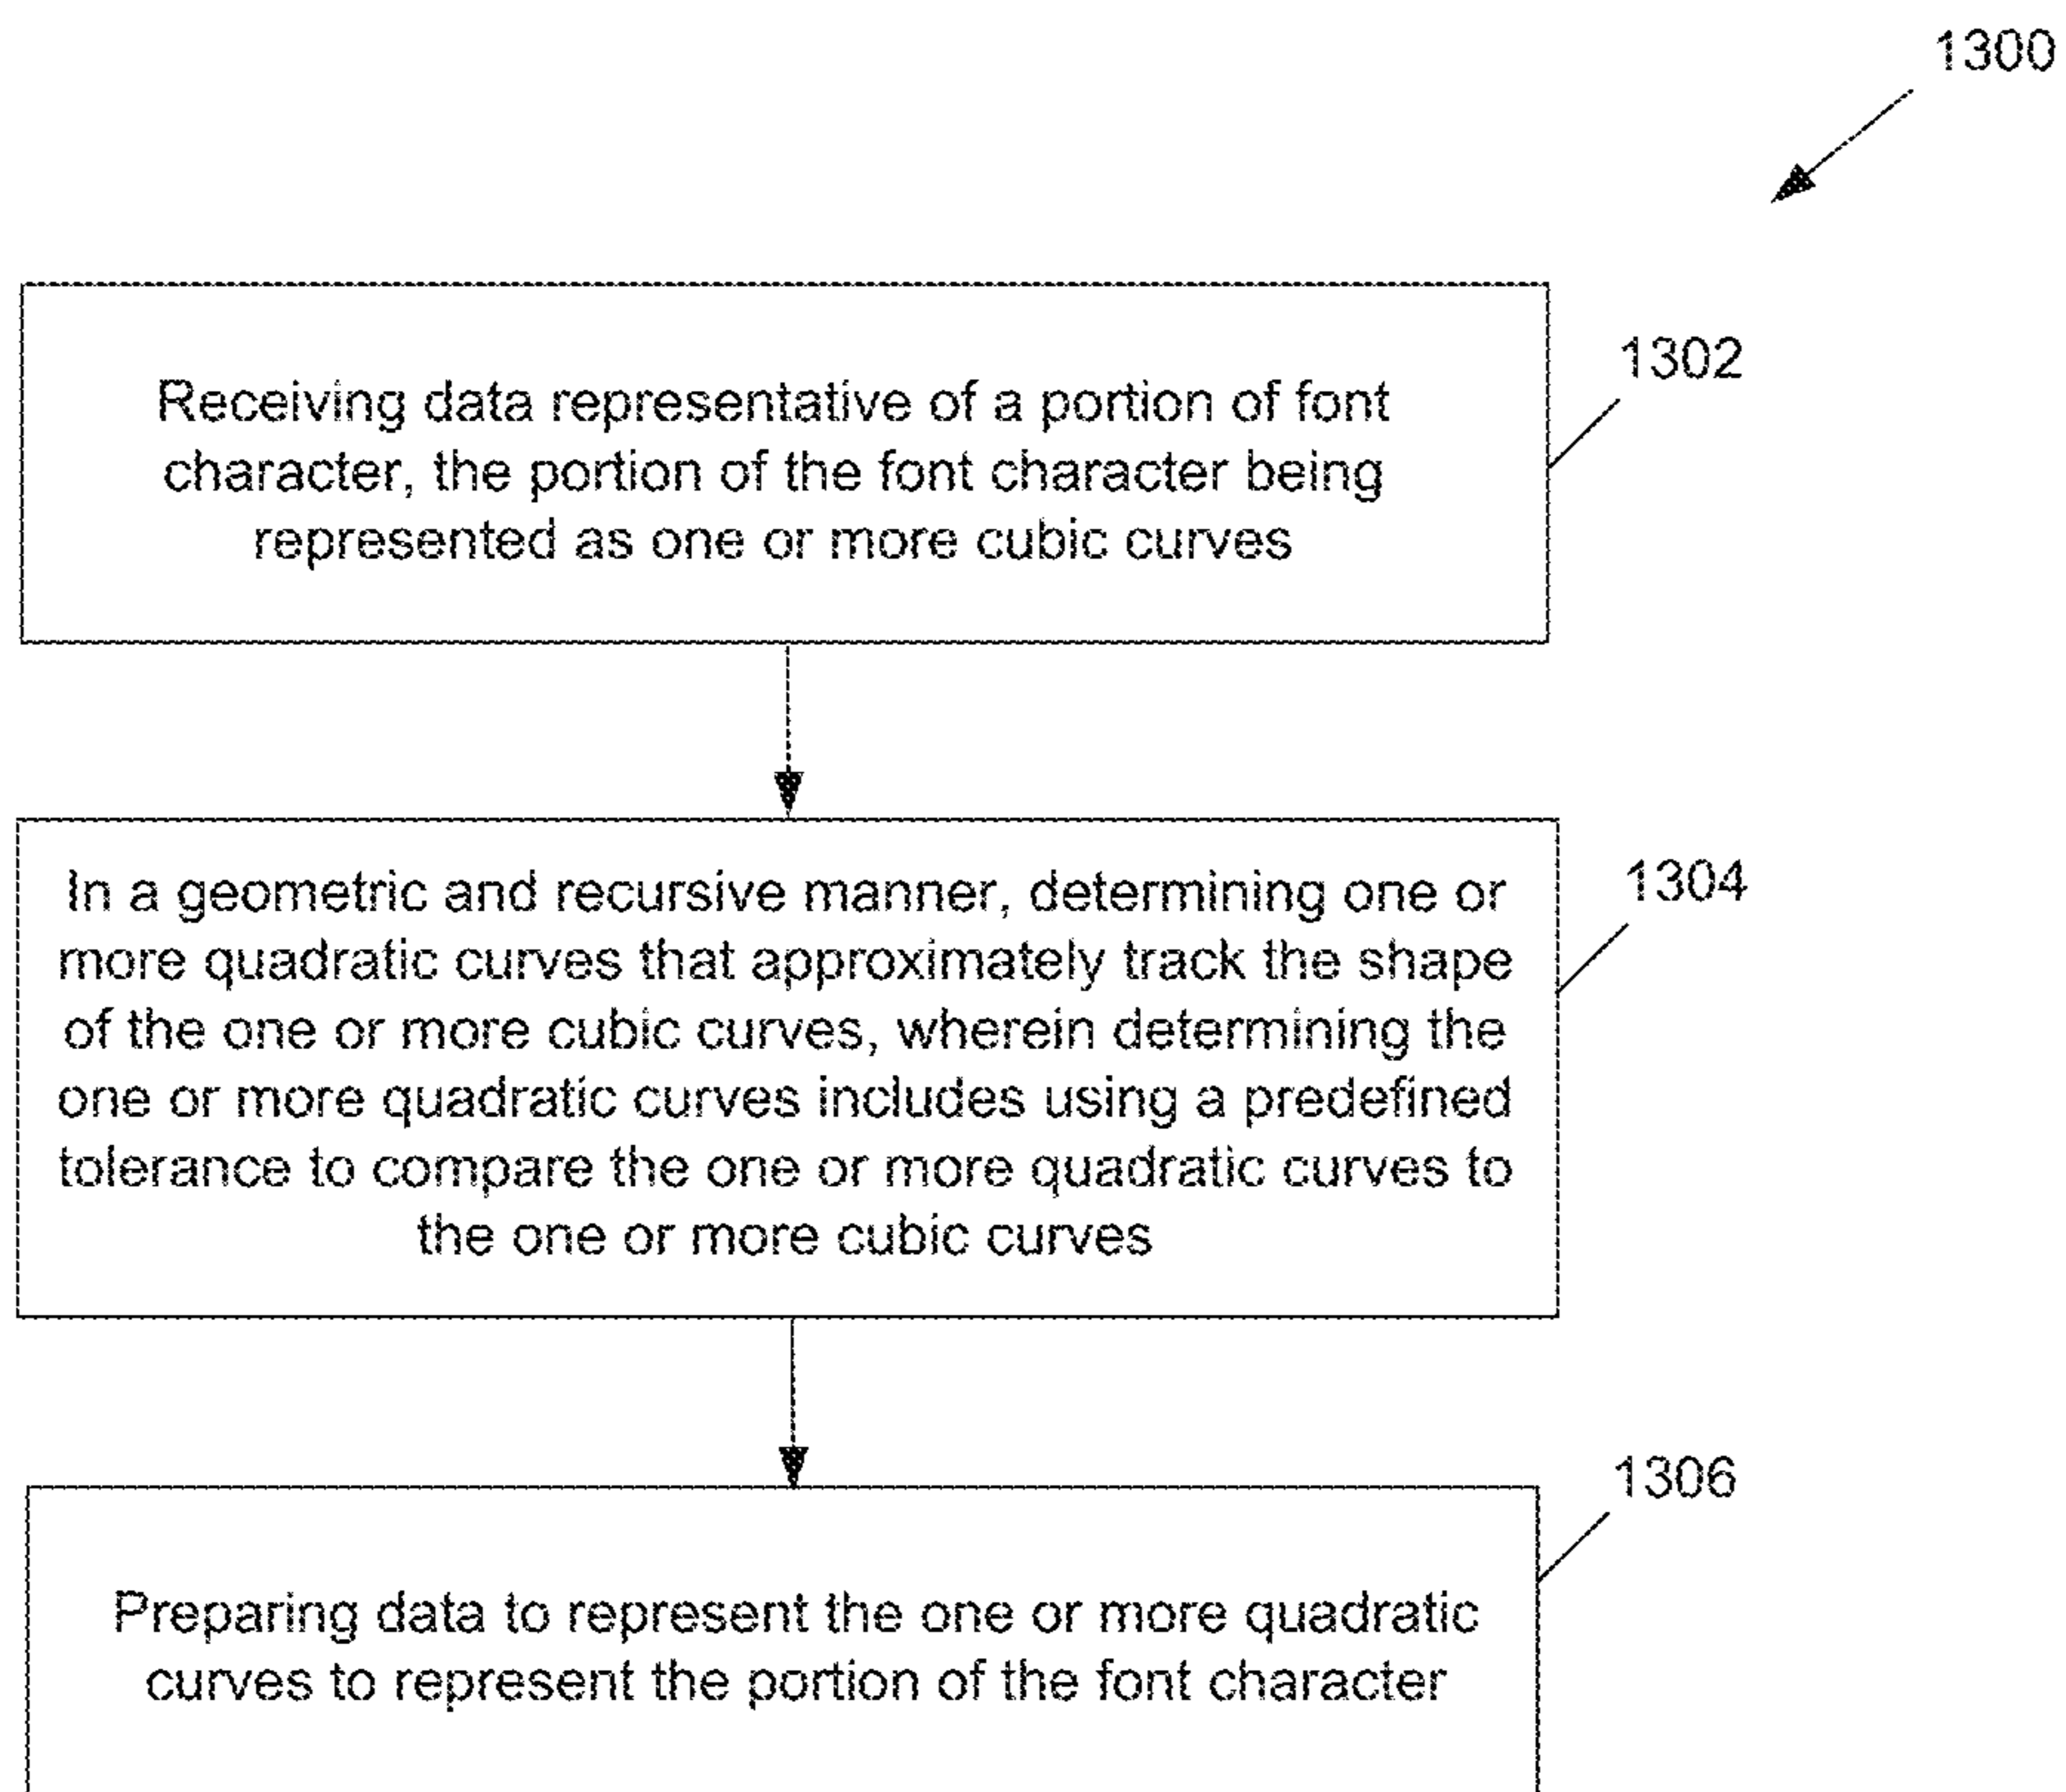 1300
1302
Receiving data representative of a portion of font
character, the portion of the font character being
represented as one or more cubic curves
1304
In a geometric and recursive manner, determining one or
more quadratic curves that approximately track the shape
of the one or more cubic curves, wherein determining the
one or more quadratic curves includes using a predefined
tolerance to compare the one or more quadratic curves to
the one or more cubic curves
1306
Preparing data to represent the one or more quadratic
curves to represent the portion of the font character